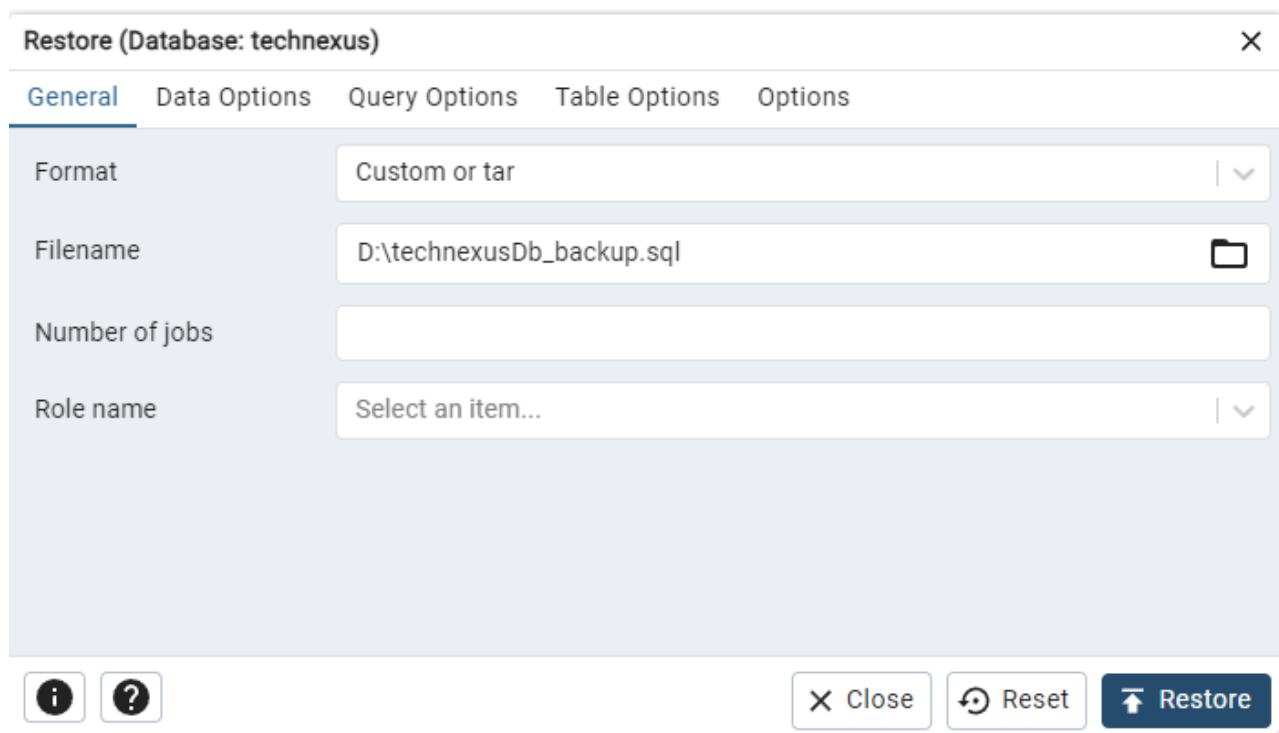 Restore (Database: technexus)
General Data Options Query Options Table Options Options
Format Custom or tar
Filename D:\technexusDb_backup.sql
Number of jobs
Role name Select an item...
Close Reset Restore